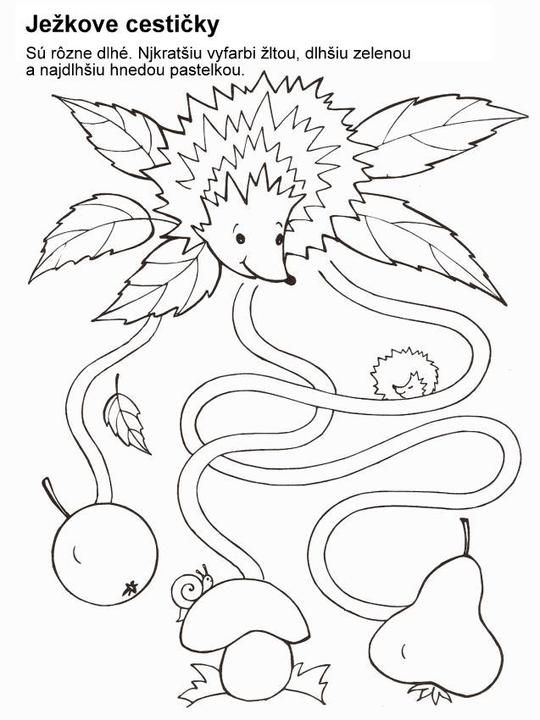 Ježkove cestičky
Sú rôzne dlhé. Njkratšiu vyfarbi žltou, dlhšiu zelenou
a najdlhšiu hnedou pastelkou.